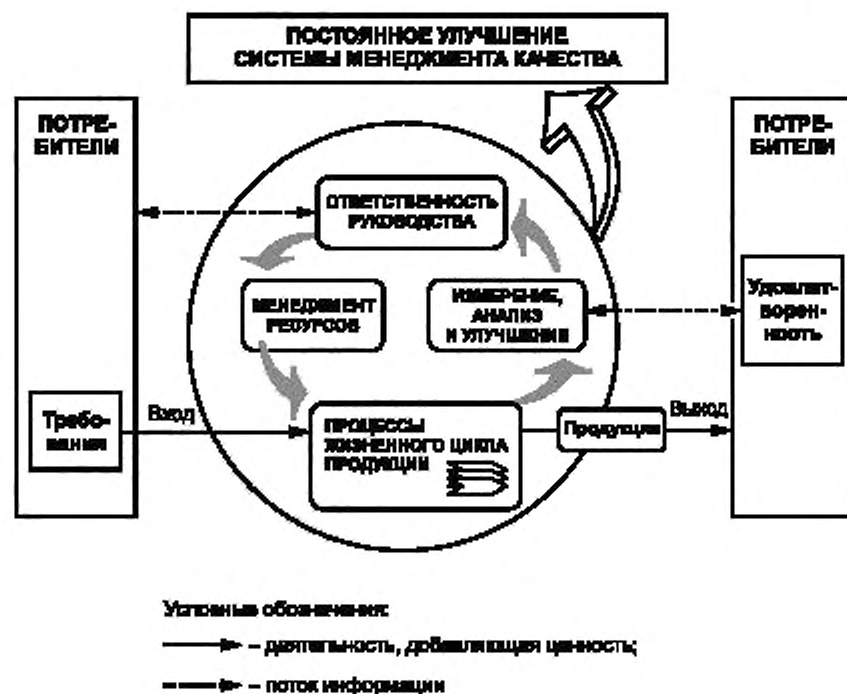 ПОСТОЯННОЕ УЛУЧШЕНИЕ
СИСТЕМЫ МЕНЕДЖМЕНТА КАЧЕСТВА
ПОТРЕ-
БИТЕЛИ
ПОТРЕ-
БИТЕЛИ
ОТВЕТСТВЕННОСТЬ
РУКОВОДСТВА
МЕНЕДЖМЕНТ
РЕСУРСОВ
ИЗМЕРЕНИЕ,
АНАЛИЗ
И УЛУЧШЕНИЕ
Удовлет-
ворен-
ность
Требо-
вания
Вход
ПРОЦЕССЫ
ЖИЗНЕННОГО ЦИКЛА
ПРОДУКЦИИ
Продукция
Выход
Условные обозначения:
– деятельность, добавляющая ценность;
– поток информации